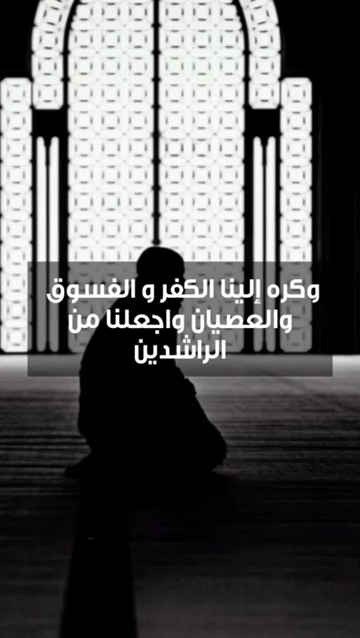 وكره إلينا الكفر و الفسوق
والعصيان واجعلنا من
الراشدين